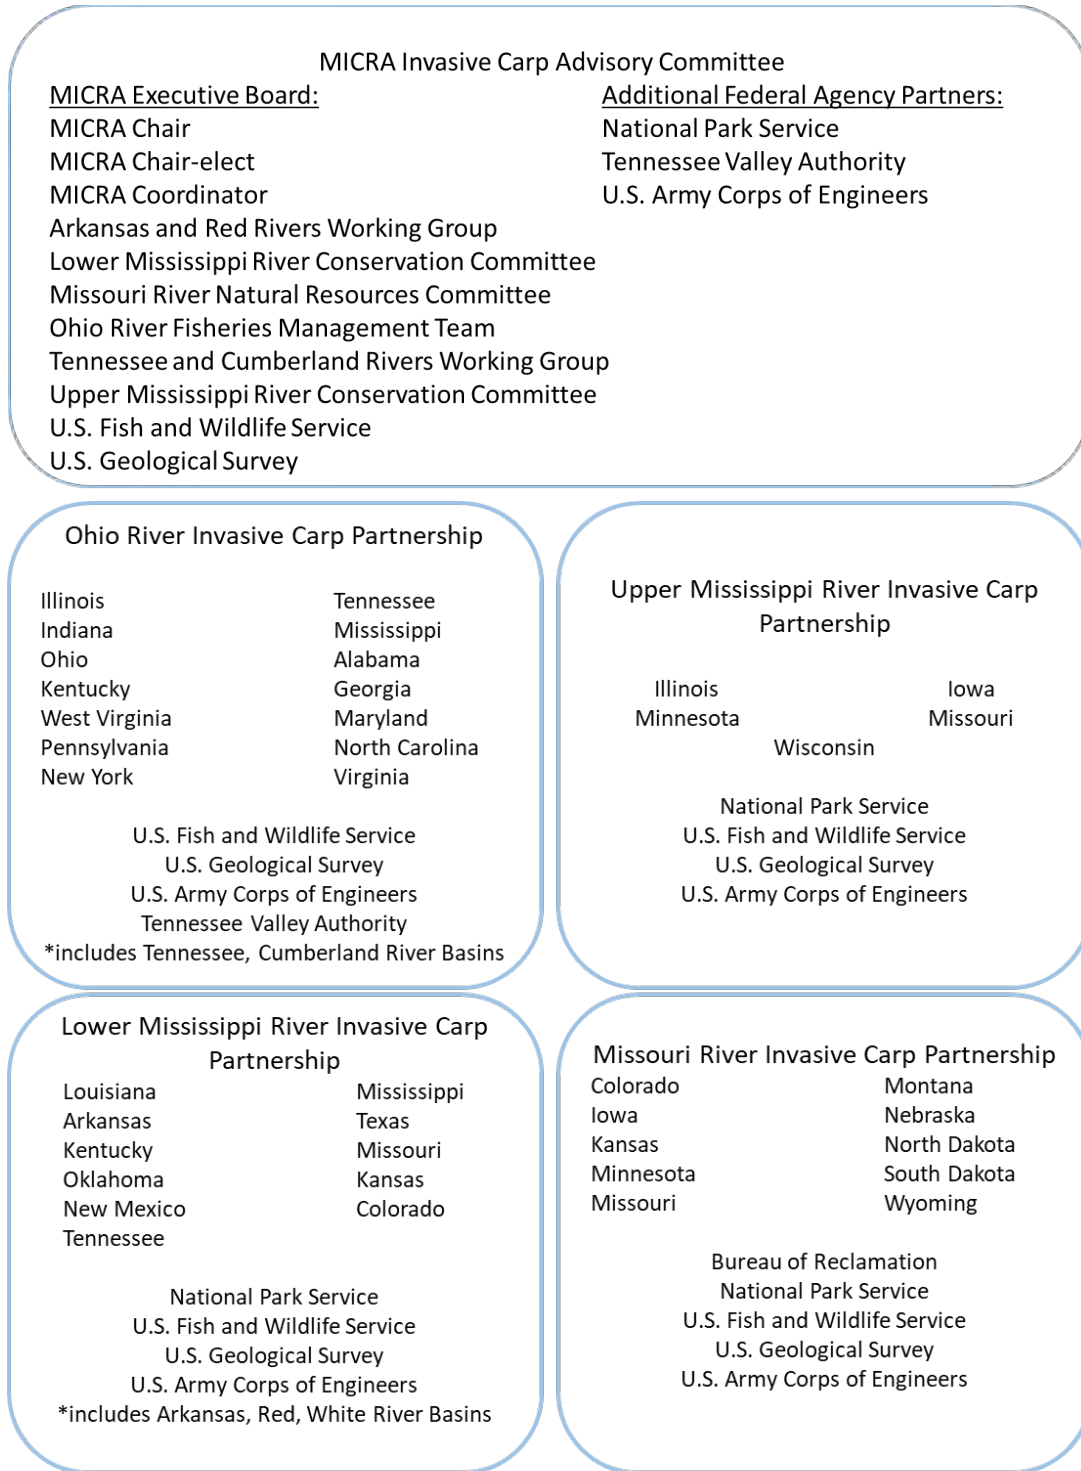 MICRA Invasive Carp Advisory Committee
MICRA Executive Board:
MICRA Chair
MICRA Chair-elect
MICRA Coordinator
Arkansas and Red Rivers Working Group
Lower Mississippi River Conservation Committee
Missouri River Natural Resources Committee
Ohio River Fisheries Management Team
Tennessee and Cumberland Rivers Working Group
Upper Mississippi River Conservation Committee
U.S. Fish and Wildlife Service
U.S. Geological Survey
Additional Federal Agency Partners:
National Park Service
Tennessee Valley Authority
U.S. Army Corps of Engineers
Ohio River Invasive Carp Partnership
Illinois
Indiana
Ohio
Kentucky
West Virginia
Pennsylvania
New York
Tennessee
Mississippi
Alabama
Georgia
Maryland
North Carolina
Virginia
U.S. Fish and Wildlife Service
U.S. Geological Survey
U.S. Army Corps of Engineers
Tennessee Valley Authority
*includes Tennessee, Cumberland River Basins
Upper Mississippi River Invasive Carp
Partnership
Illinois
Minnesota
Iowa
Missouri
Wisconsin
National Park Service
U.S. Fish and Wildlife Service
U.S. Geological Survey
U.S. Army Corps of Engineers
Lower Mississippi River Invasive Carp
Partnership
Louisiana
Arkansas
Kentucky
Oklahoma
New Mexico
Tennessee
Mississippi
Texas
Missouri
Kansas
Colorado
National Park Service
U.S. Fish and Wildlife Service
U.S. Geological Survey
U.S. Army Corps of Engineers
*includes Arkansas, Red, White River Basins
Missouri River Invasive Carp Partnership
Colorado
Iowa
Kansas
Minnesota
Missouri
Montana
Nebraska
North Dakota
South Dakota
Wyoming
Bureau of Reclamation
National Park Service
U.S. Fish and Wildlife Service
U.S. Geological Survey
U.S. Army Corps of Engineers